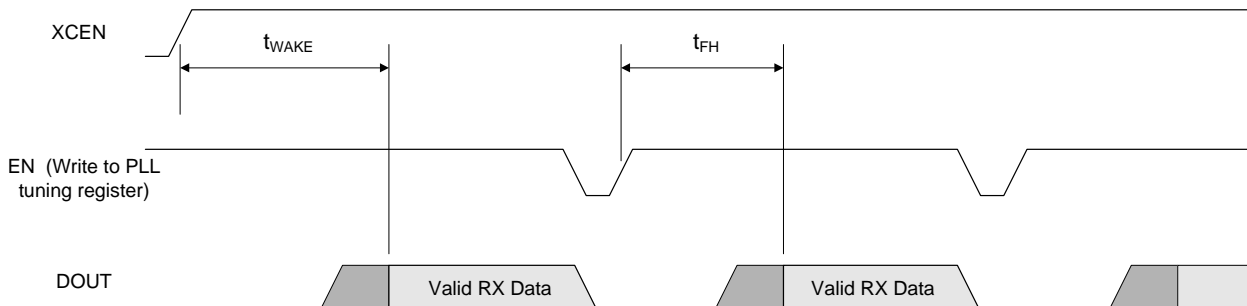 XCEN
tWAKE
tFH
EN (Write to PLL
tuning register)
DOUT
Valid RX Data
Valid RX Data